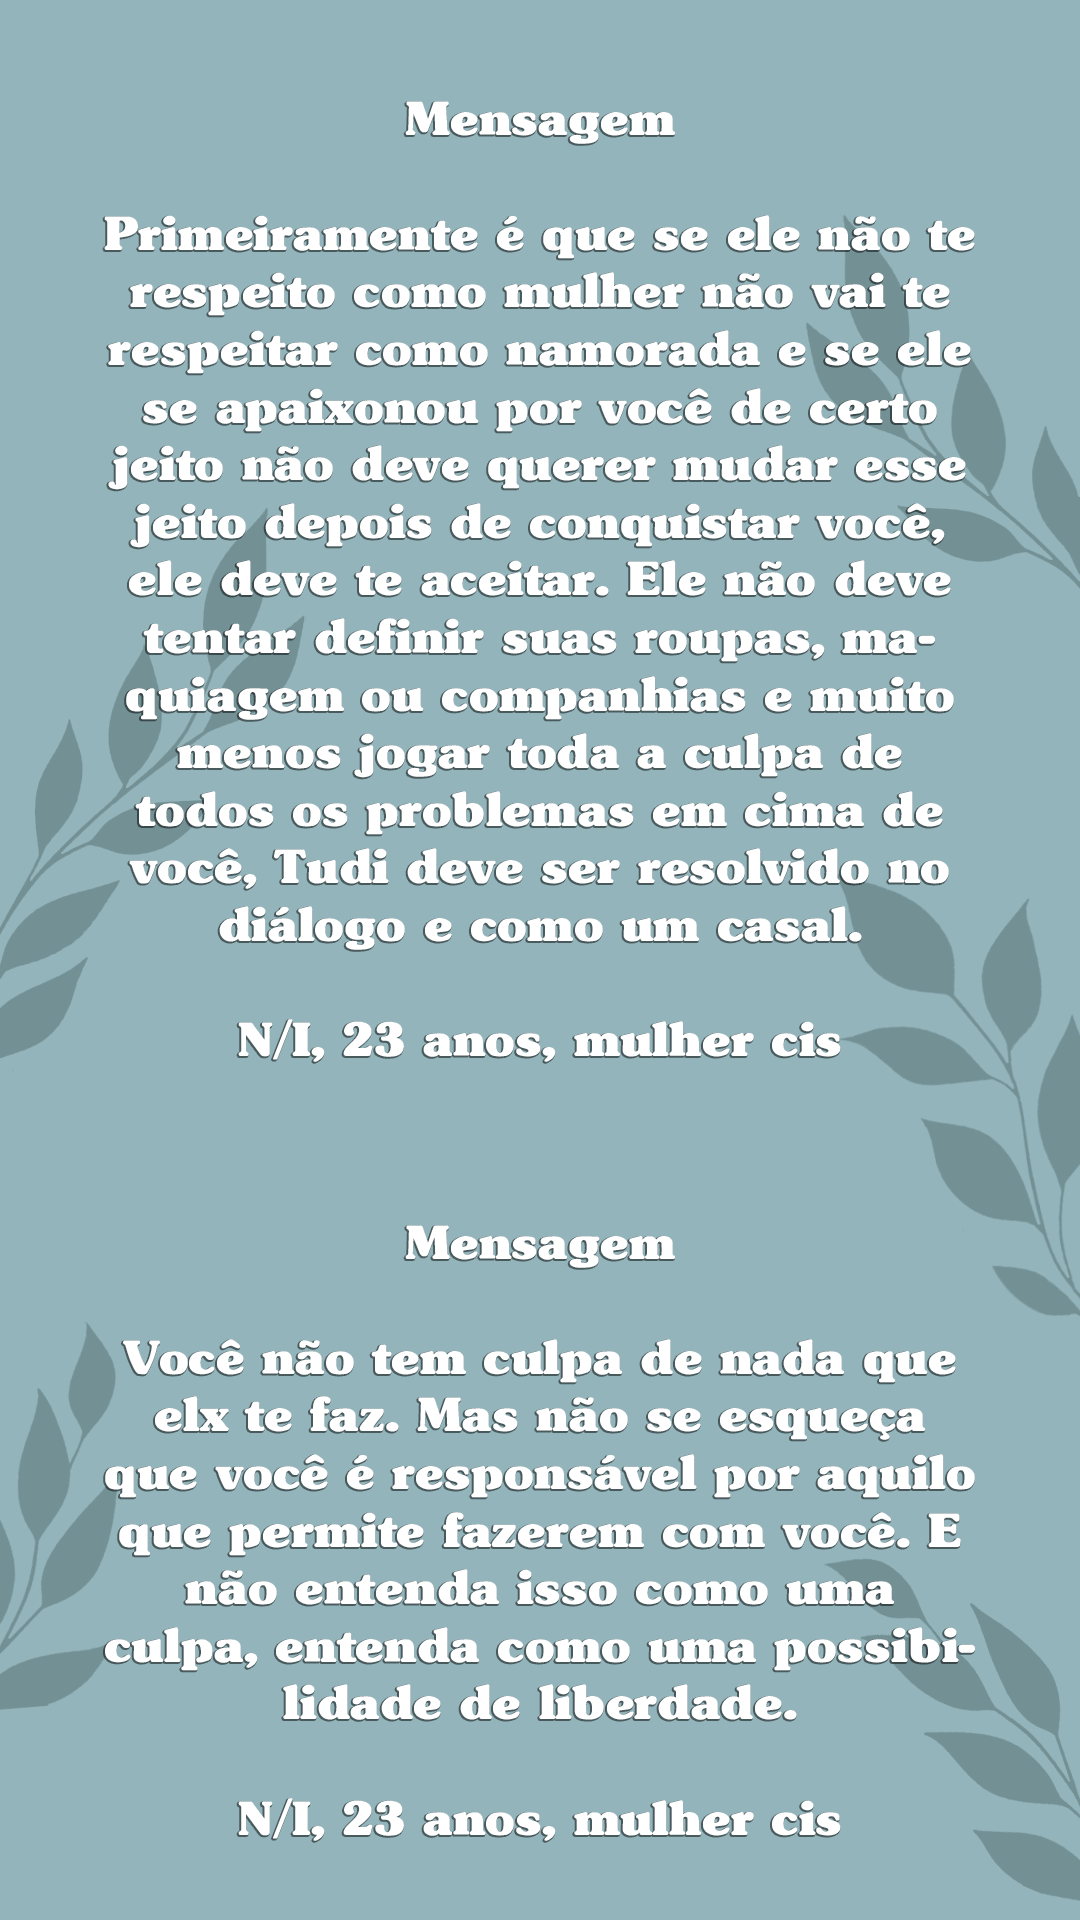 Mensagem
Primeiramente é que se ele não te
respeito como mulher não vai te
respeitar como namorada e se ele
se apaixonou por você de certo
jeito não deve querer mudar esse
jeito depois de conquistar você,
ele deve te aceitar. Ele não deve
tentar definir suas roupas, ma-
quiagem ou companhias e muito
menos jogar toda a culpa de
todos os problemas em cima de
você, Tudi deve ser resolvido no
diálogo e como um casal.
N/I, 23 anos, mulher cis
Mensagem
Você não tem culpa de nada que
elx te faz. Mas não se esqueça
que você é responsável por aquilo
que permite fazerem com você. E
não entenda isso como uma
culpa, entenda como uma possibi-
lidade de liberdade.
N/I, 23 anos, mulher cis